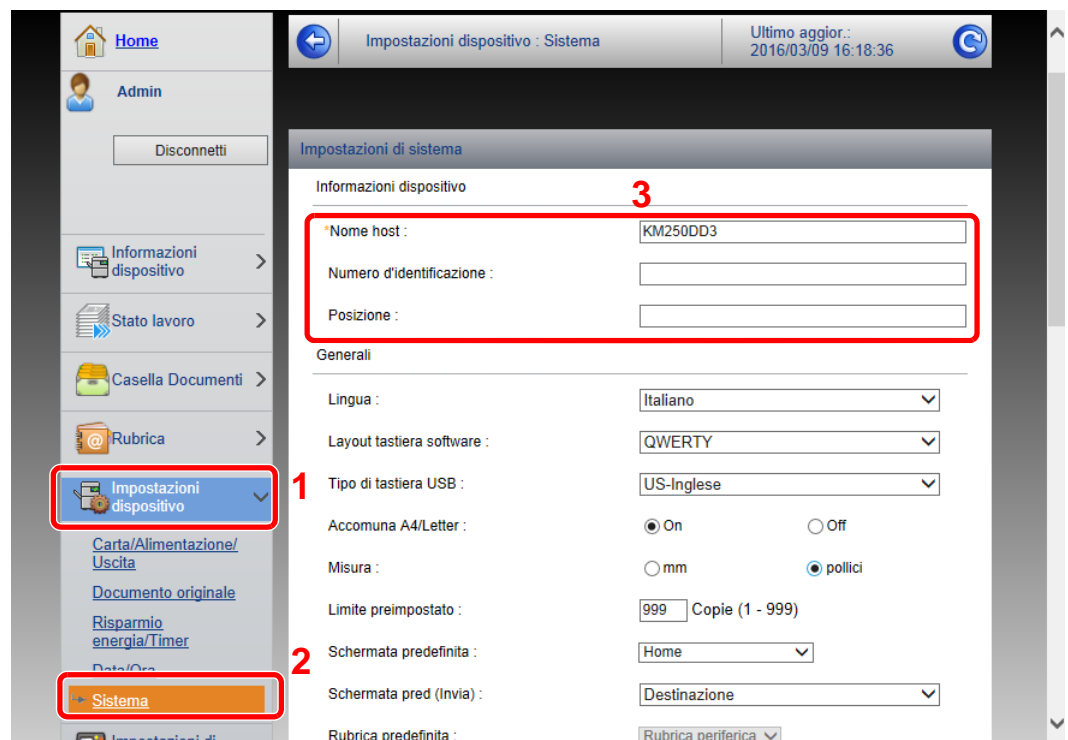 Home
Impostazioni dispositivo : Sistema
Ultimo aggior.:
2016/03/09 16:18:36
Admin
Disconnetti
Impostazioni di sistema
Informazioni dispositivo
3
*Nome host :
KM250DD3
Numero d'identificazione :
Posizione :
Informazioni
dispositivo
Stato lavoro
Casella Documenti
Rubrica
1
Impostazioni
dispositivo
Carta/Alimentazione/
Uscita
Documento originale
Risparmio
energia/Timer
Data/Ora
2
Sistema
Impostazioni di
Generali
Lingua :
Italiano
Layout tastiera software :
QWERTY
Tipo di tastiera USB :
US-Inglese
Accomuna A4/Letter :
On
Off
Misura :
mm
pollici
Limite preimpostato :
999 Copie (1 - 999)
Schermata predefinita :
Home
Schermata pred (Invia) :
Destinazione
Rubrica predefinita :
Rubrica periferica